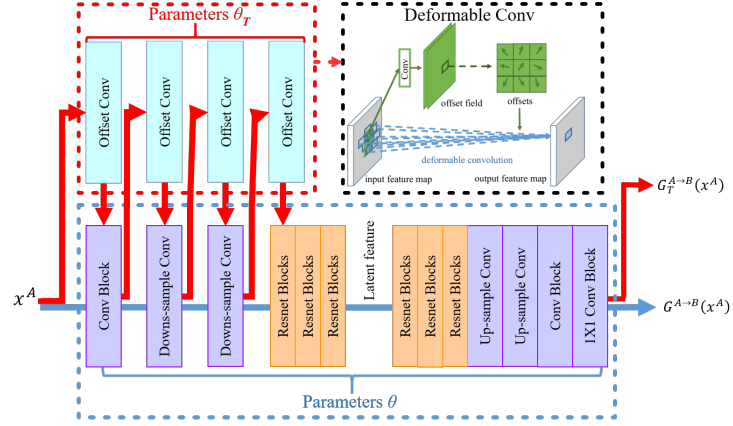 Parameters θ_T
Deformable Conv
Offset Conv
Offset Conv
Offset Conv
Offset Conv
Conv
offset field
offsets
deformable convolution
input feature map
output feature map
x^A
Conv Block
Downs-sample Conv
Downs-sample Conv
Resnet Blocks
Resnet Blocks
Resnet Blocks
Latent feature
Resnet Blocks
Resnet Blocks
Resnet Blocks
Up-sample Conv
Up-sample Conv
Conv Block
1X1 Conv Block
G_T^{A→B}(x^A)
G^{A→B}(x^A)
Parameters θ